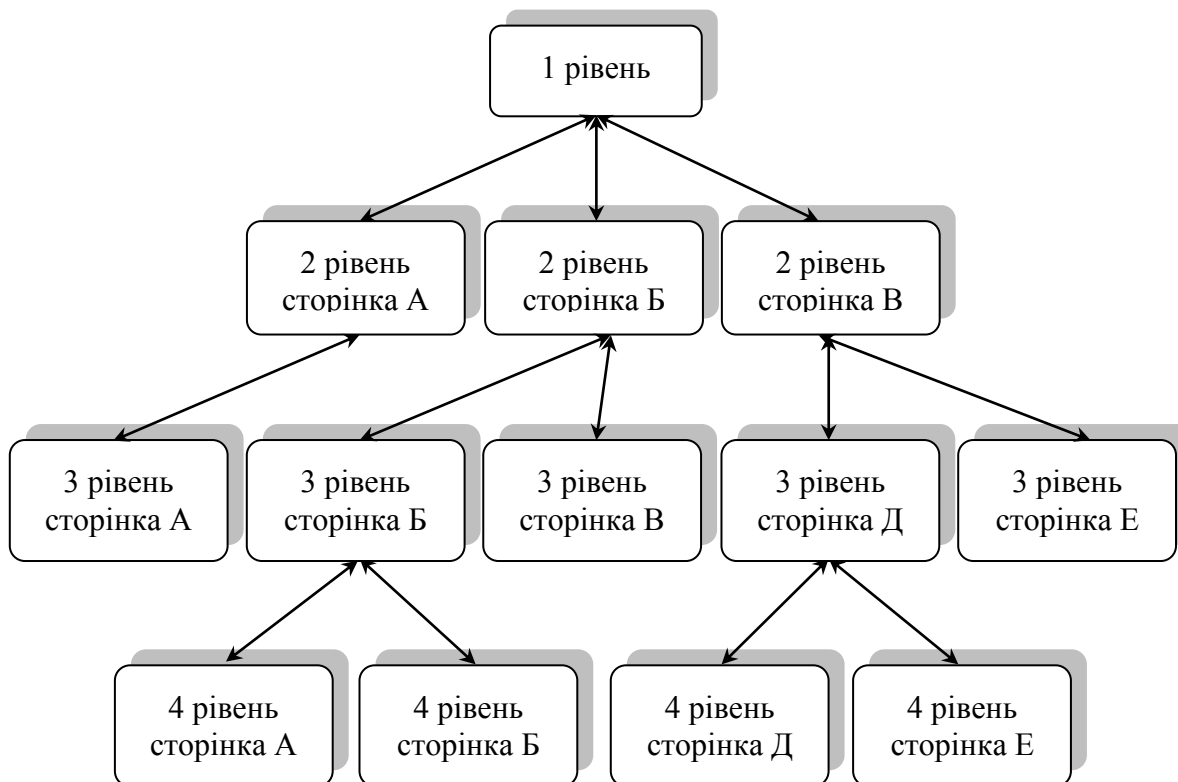 1 рівень
2 рівень
сторінка А
2 рівень
сторінка Б
2 рівень
сторінка В
3 рівень
сторінка А
3 рівень
сторінка Б
3 рівень
сторінка В
3 рівень
сторінка Д
3 рівень
сторінка Е
4 рівень
сторінка А
4 рівень
сторінка Б
4 рівень
сторінка Д
4 рівень
сторінка Е